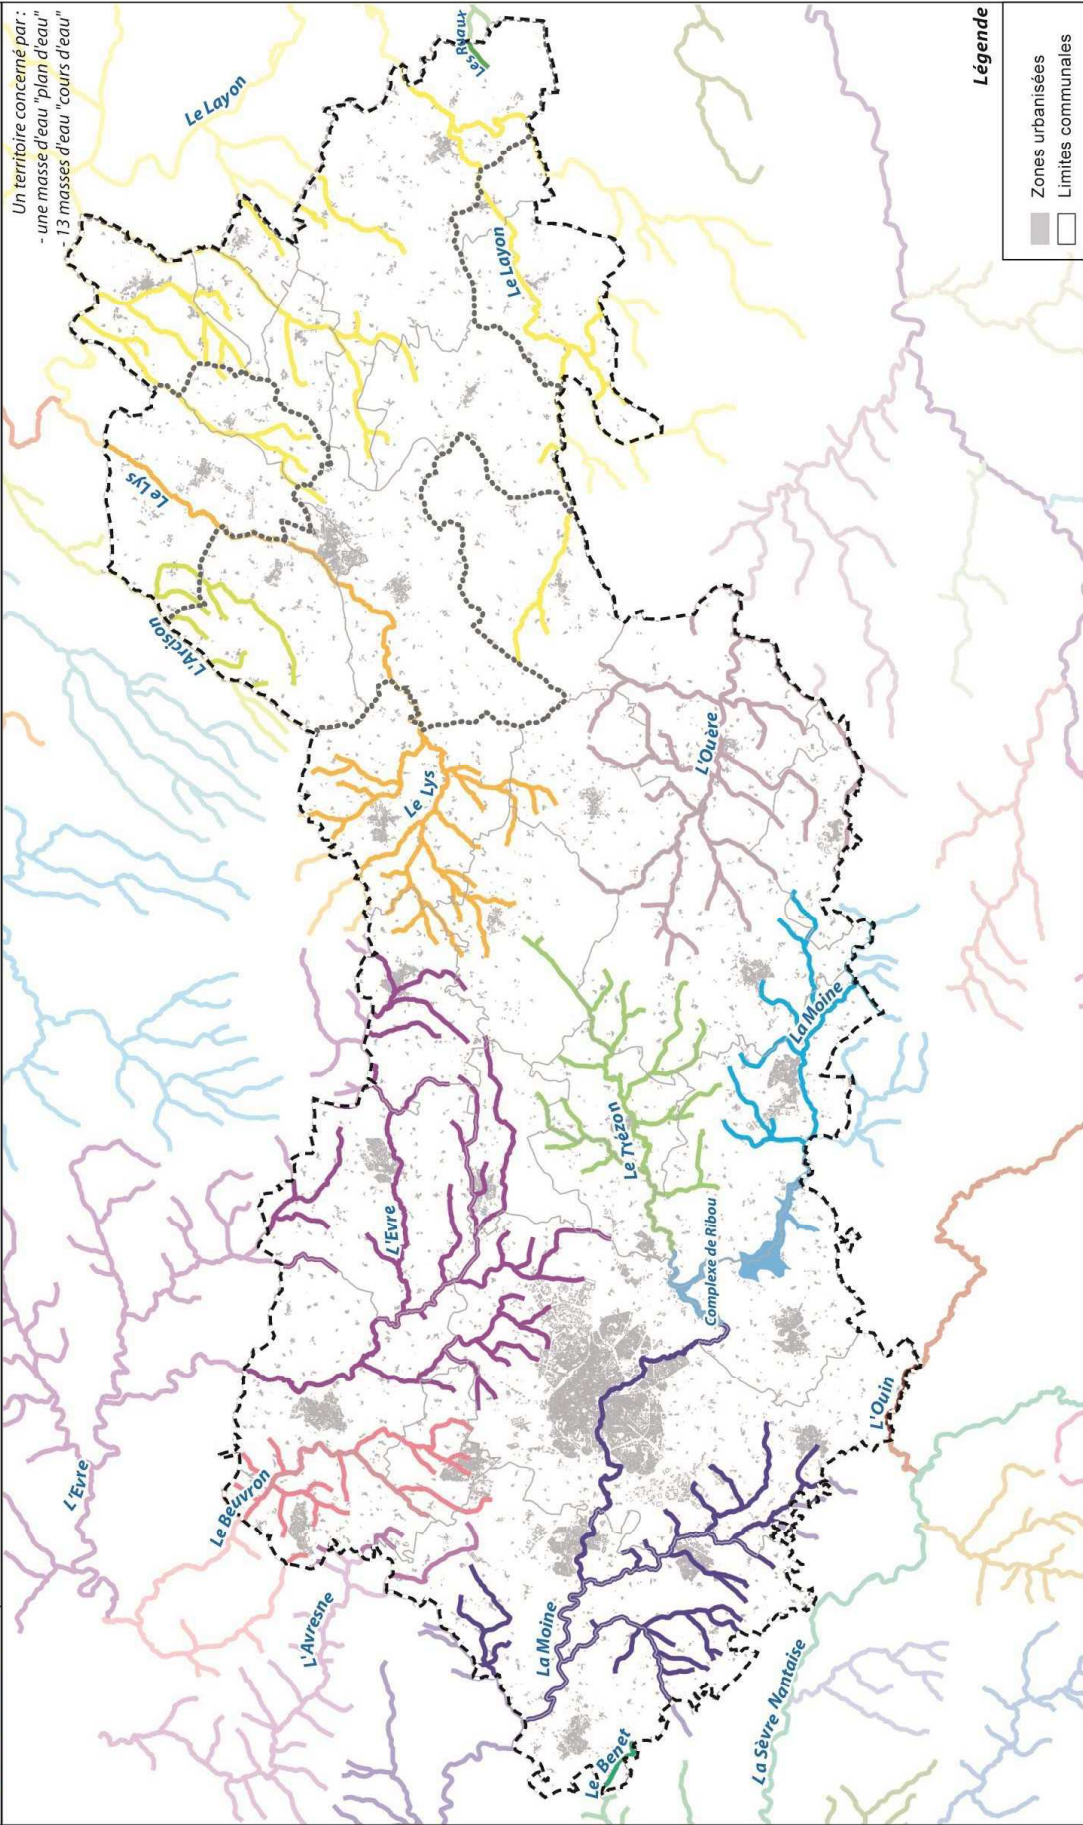 Un territoire concerné par :
- une masse d'eau "plan d'eau"
- 13 masses d'eau "cours d'eau"
Le Layon
Les Ruaux
Le Layon
Le Lys
L'Arcison
Le Lys
L'Ouère
L'Evre
L'Evre
Le Trézon
La Moine
Complexe de Ribou
Le Beuvron
L'Avresne
L'Ouin
La Moine
Le Benet
La Sèvre Nantaise
Légende
Zones urbanisées
Limites communales